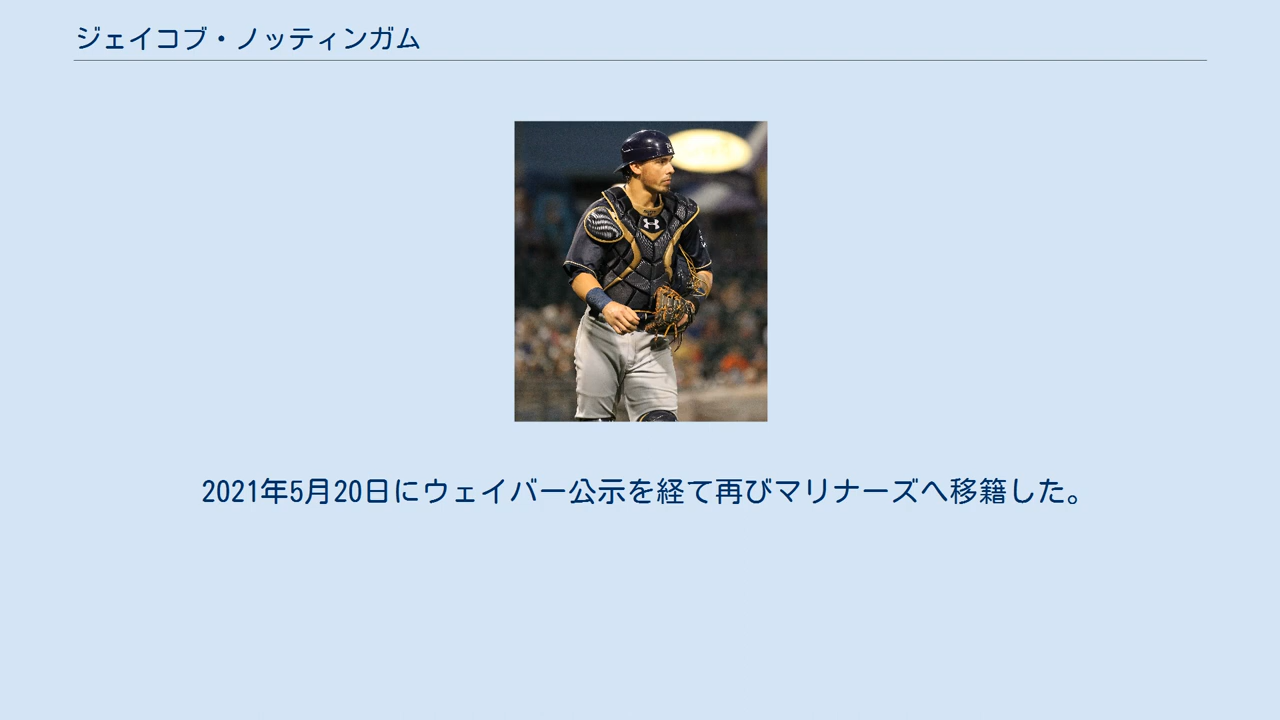 ジェイコブ・ノッティンガム
2021年5月20日にウェイバー公示を経て再びマリナーズへ移籍した。